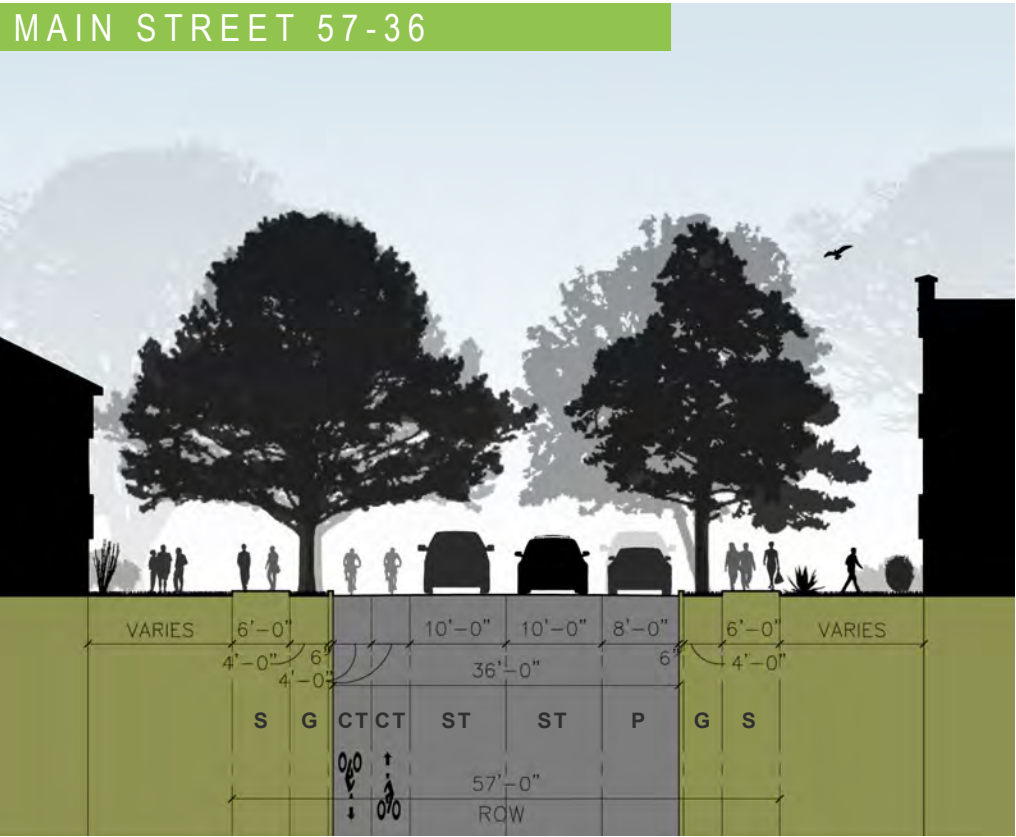 MAIN STREET 57-36
VARIES 6'-0" 10'-0" 10'-0" 8'-0" 6'-0" VARIES
4'-0" 6" 4'-0" 36'-0" 6" 4'-0"
S G CT CT ST ST P G S
57'-0"
ROW